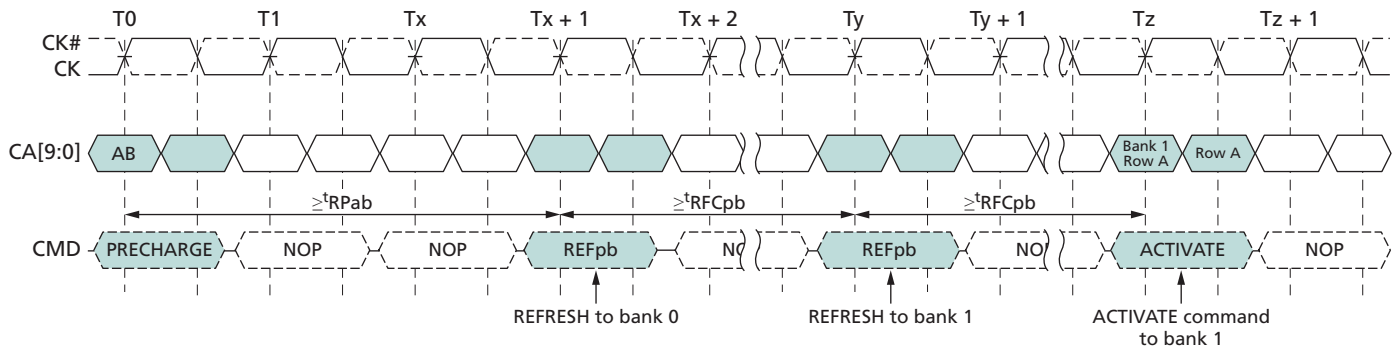 T0 T1 Tx Tx + 1 Tx + 2 Ty Ty + 1 Tz Tz + 1
CK#
CK
CA[9:0] AB Bank 1 Row A Row A
≥tRPab ≥tRFCpb ≥tRFCpb
CMD PRECHARGE NOP NOP REFpb REFpb ACTIVATE NOP
REFRESH to bank 0 REFRESH to bank 1 ACTIVATE command
to bank 1